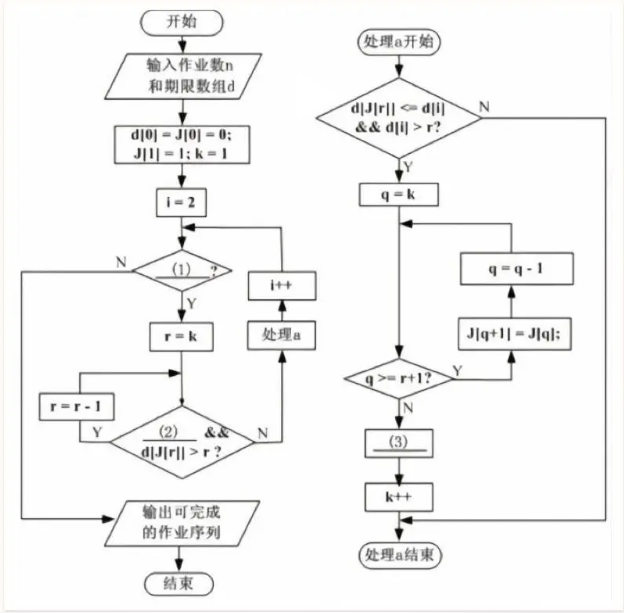 开始
输入作业数n
和期限数组d
d[0] = J[0] = 0;
J[1] = 1; k = 1
i = 2
(1) ?
N
Y
i++
r = k
处理a
r = r - 1
(2) &&
d[J[r]] > r ?
Y
N
输出可完成
的作业序列
结束
处理a开始
d[J[r]] <= d[i]
&& d[i] > r?
N
Y
q = k
q = q - 1
J[q+1] = J[q];
q >= r+1?
Y
N
(3)
k++
处理a结束